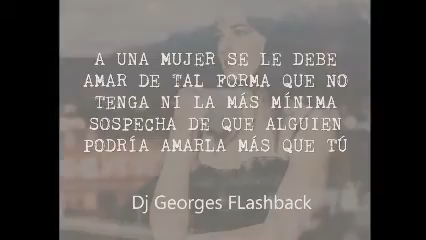 A UNA MUJER SE LE DEBE
AMAR DE TAL FORMA QUE NO
TENGA NI LA MÁS MÍNIMA
SOSPECHA DE QUE ALGUIEN
PODRÍA AMARLA MÁS QUE TÚ
Dj Georges FLashback